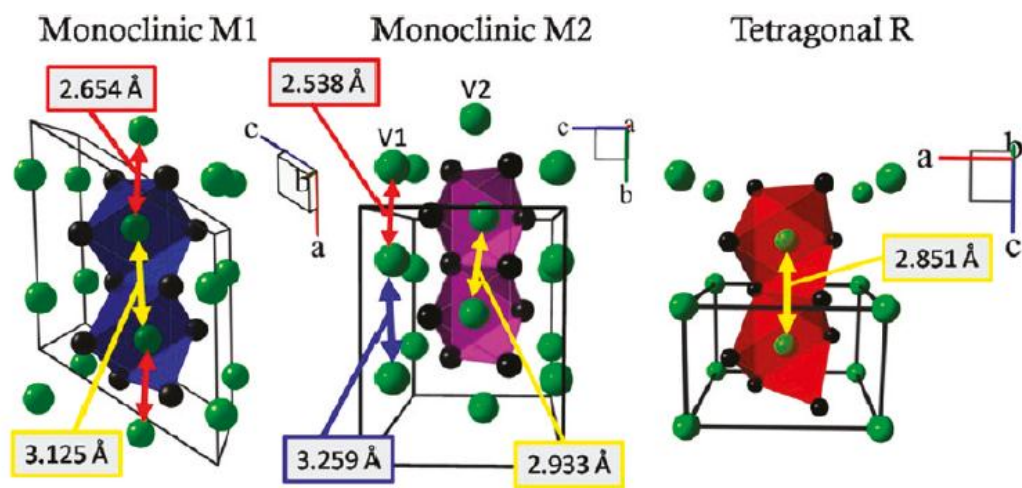 Monoclinic M1
Monoclinic M2
Tetragonal R
2.654 Å
2.538 Å
V2
V1
c
b
a
c
a
b
a
b
c
2.851 Å
3.125 Å
3.259 Å
2.933 Å